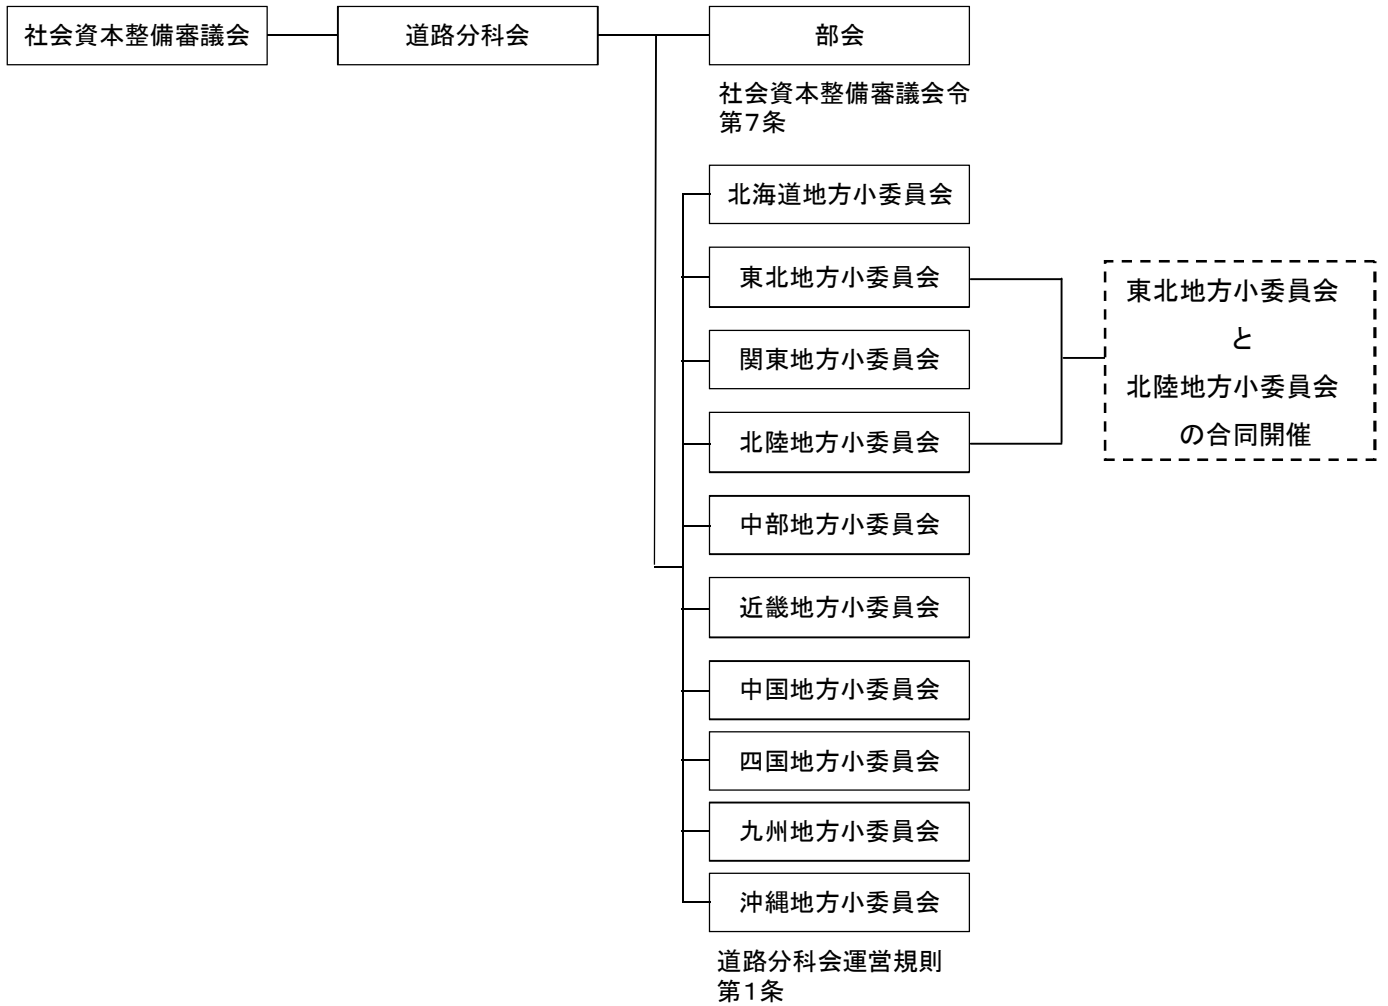 社会資本整備審議会
道路分科会
部会
社会資本整備審議会令
第7条
北海道地方小委員会
東北地方小委員会
関東地方小委員会
北陸地方小委員会
中部地方小委員会
近畿地方小委員会
中国地方小委員会
四国地方小委員会
九州地方小委員会
沖縄地方小委員会
道路分科会運営規則
第1条
東北地方小委員会
と
北陸地方小委員会
の合同開催